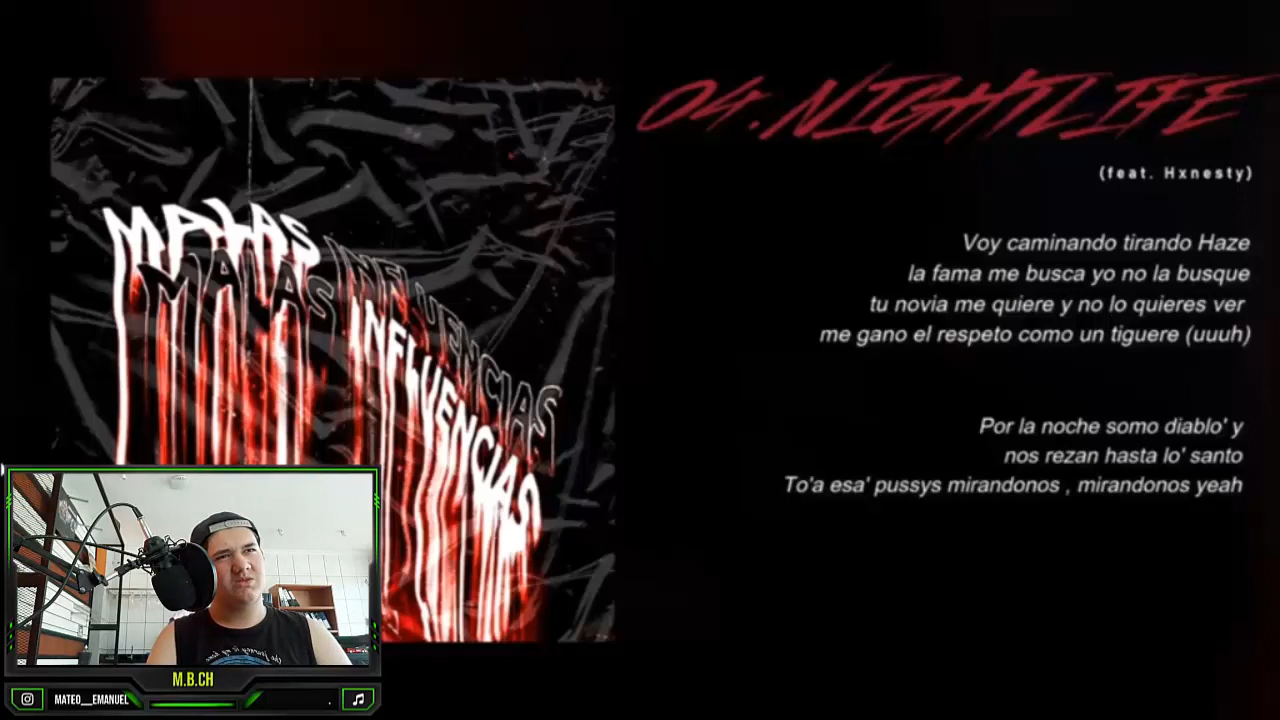 04. NIGHTLIFE
(feat. Hxnesty)
Voy caminando tirando Haze
la fama me busca yo no la busque
tu novia me quiere y no lo quieres ver
me gano el respeto como un tiguere (uuuh)
Por la noche somo diablo' y
nos rezan hasta lo' santo
To'a esa' pussys mirandonos , mirandonos yeah
MALAS
MALAS
INFLUENCIAS
INFLUENCIAS
M.B.CH
MATEO__EMANUEL